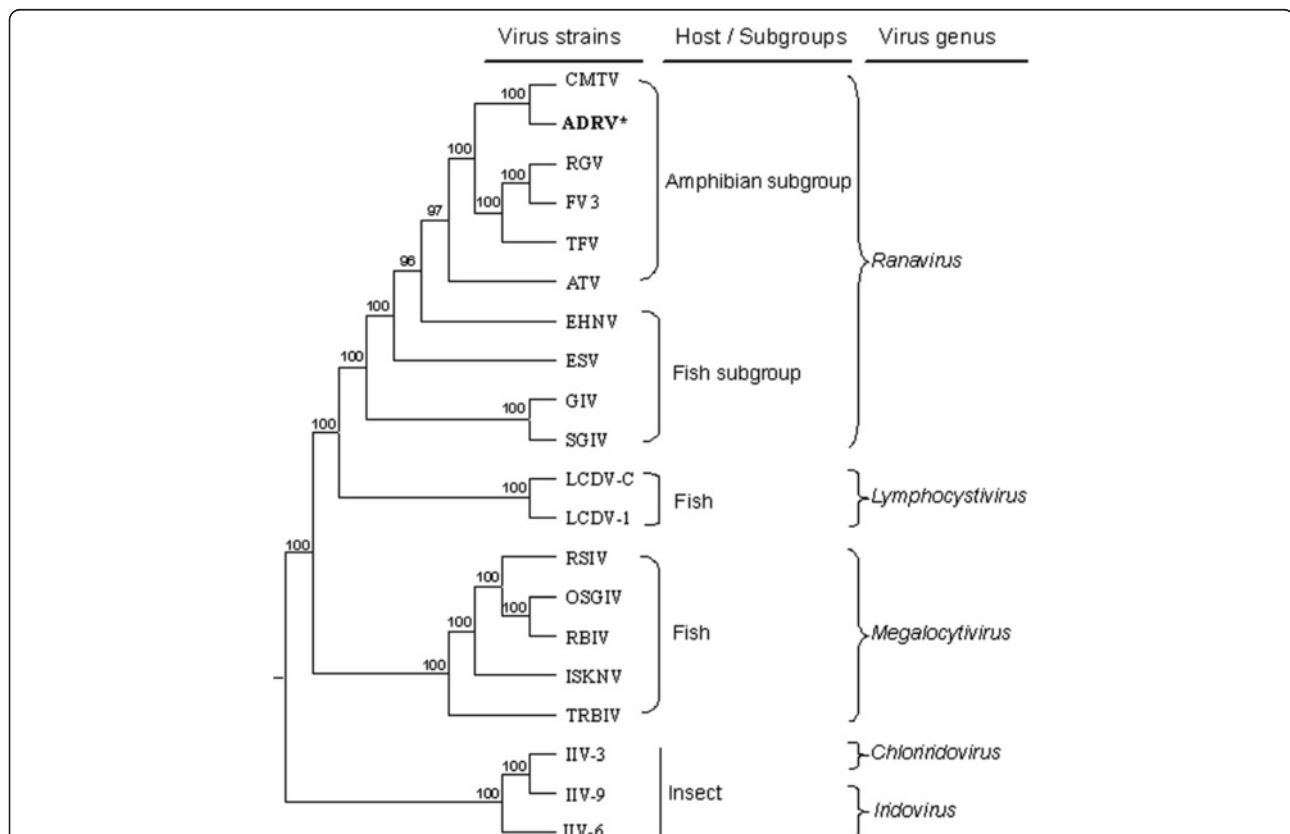 Virus strains Host / Subgroups Virus genus
CMTV
100
ADRV*
100
RGV
100
FV3
100
Amphibian subgroup
97
TFV
96
Ranavirus
ATV
100
EHNV
100
ESV
Fish subgroup
100
GIV
100
SGIV
LCDV-C
100
Fish
Lymphocystivirus
LCDV-1
100
RSIV
100
OSGIV
100
Fish
Megalocytivirus
RBIV
100
ISKNV
100
TRBIV
IIV-3
Chloriridovirus
100
IIV-9
Insect
100
Iridovirus
IIV-6